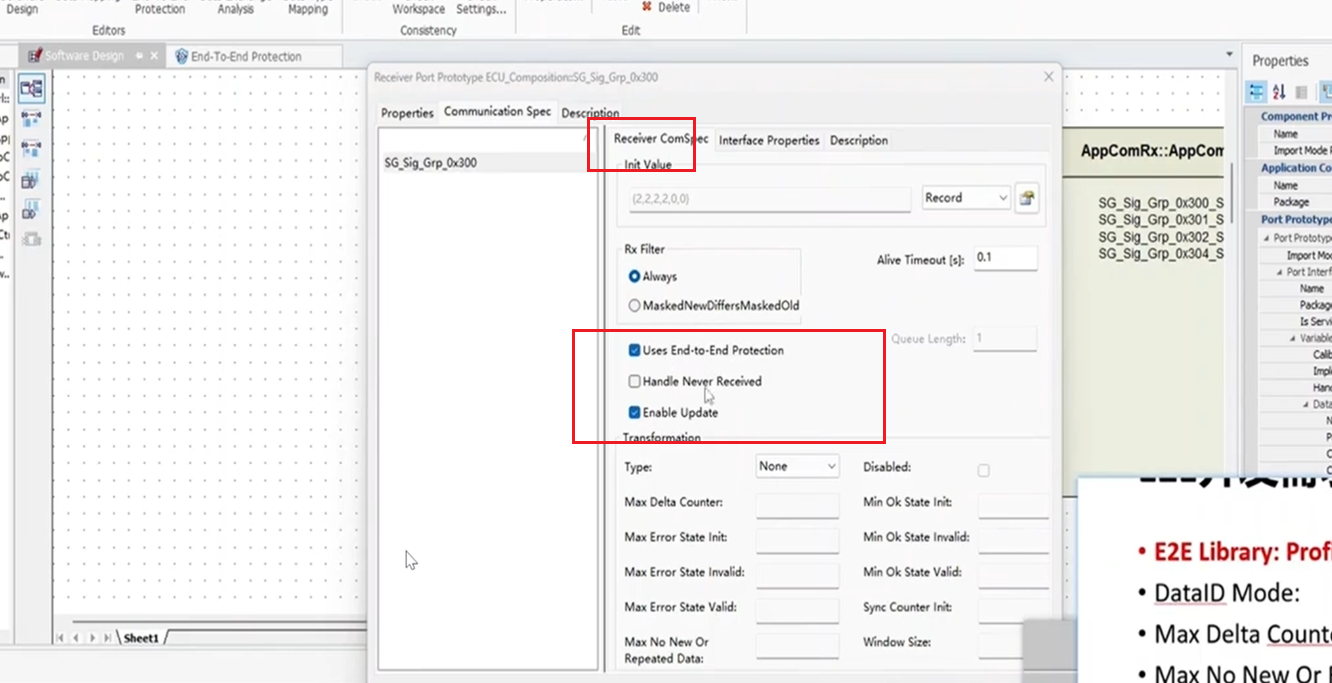 Design
Protection
Analysis
Mapping
Workspace
Settings...
Delete
Editors
Consistency
Edit
Software Design
End-To-End Protection
Receiver Port Prototype ECU_Composition::SG_Sig_Grp_0x300
Properties
Communication Spec
Description
SG_Sig_Grp_0x300
Receiver ComSpec
Interface Properties
Description
Init Value
{2,2,2,2,0,0}
Record
Rx Filter
Always
MaskedNewDiffersMaskedOld
Alive Timeout [s]:
0.1
Uses End-to-End Protection
Queue Length:
1
Handle Never Received
Enable Update
Transformation
Type:
None
Disabled:
Max Delta Counter:
Min Ok State Init:
Max Error State Init:
Min Ok State Invalid:
Max Error State Invalid:
Min Ok State Valid:
Max Error State Valid:
Sync Counter Init:
Max No New Or
Repeated Data:
Window Size:
Sheet1
AppComRx::AppCom
SG_Sig_Grp_0x300_S
SG_Sig_Grp_0x301_S
SG_Sig_Grp_0x302_S
SG_Sig_Grp_0x304_S
Properties
Component Pr
Name
Import Mode
Application Co
Name
Package
Port Prototype
Port Prototype
Import Mod
Port Interf
Name
Packag
Is Servi
Variable
Calib
Impl
Han
Data
• E2E Library: Profi
• DataID Mode:
• Max Delta Counte
• Max No New Or